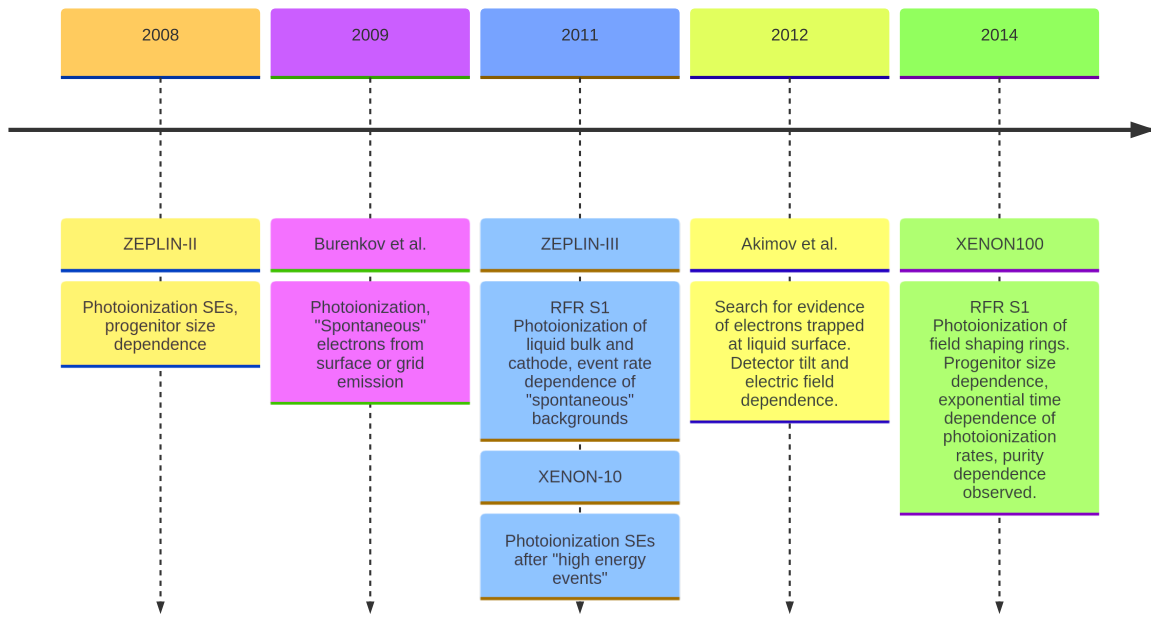 2008
2009
2011
2012
2014
ZEPLIN-II
Photoionization SEs,
progenitor size
dependence
Burenkov et al.
Photoionization,
"Spontaneous"
electrons from
surface or grid
emission
ZEPLIN-III
RFR S1
Photoionization of
liquid bulk and
cathode, event rate
dependence of
"spontaneous"
backgrounds
XENON-10
Photoionization SEs
after "high energy
events"
Akimov et al.
Search for evidence
of electrons trapped
at liquid surface.
Detector tilt and
electric field
dependence.
XENON100
RFR S1
Photoionization of
field shaping rings.
Progenitor size
dependence,
exponential time
dependence of
photoionization
rates, purity
dependence
observed.